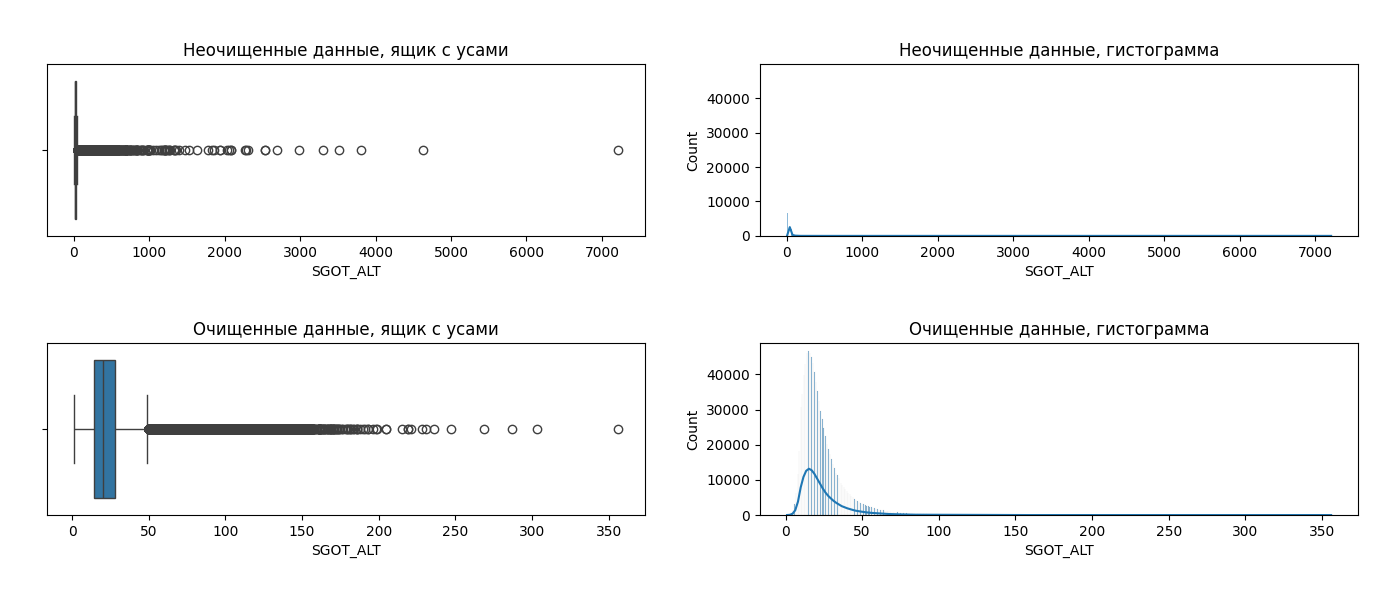 Неочищенные данные, ящик с усами
0 1000 2000 3000 4000 5000 6000 7000
SGOT_ALT
Неочищенные данные, гистограмма
Count
40000
30000
20000
10000
0
0 1000 2000 3000 4000 5000 6000 7000
SGOT_ALT
Очищенные данные, ящик с усами
0 50 100 150 200 250 300 350
SGOT_ALT
Очищенные данные, гистограмма
Count
40000
30000
20000
10000
0
0 50 100 150 200 250 300 350
SGOT_ALT